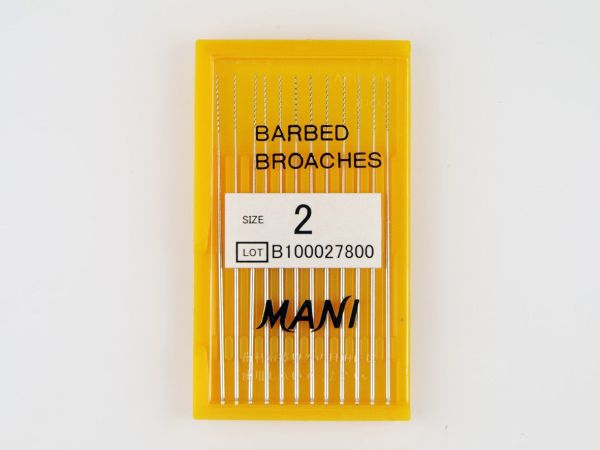 BARBED
BROACHES
SIZE 2
LOT B100027800
MANI